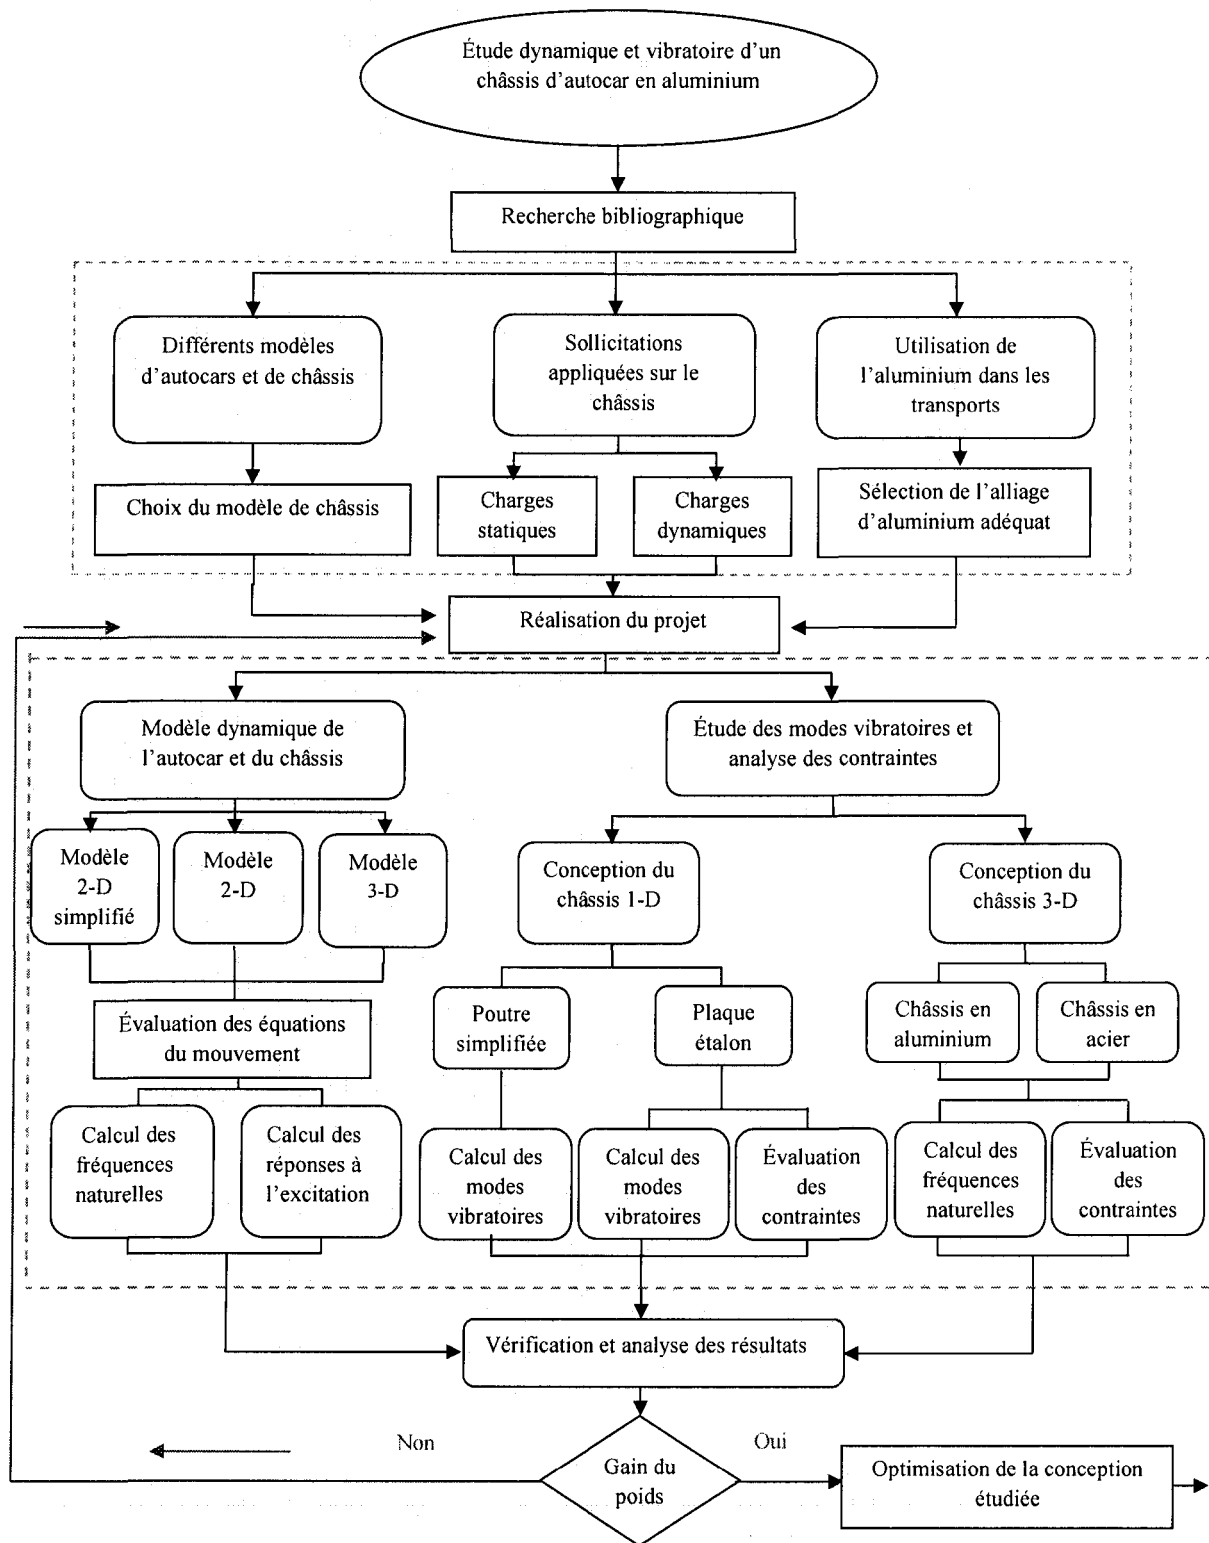 Étude dynamique et vibratoire d'un
châssis d'autocar en aluminium
Recherche bibliographique
Différents modèles
d'autocars et de châssis
Sollicitations
appliquées sur le
châssis
Utilisation de
l'aluminium dans les
transports
Choix du modèle de châssis
Charges
statiques
Charges
dynamiques
Sélection de l'alliage
d'aluminium adéquat
Réalisation du projet
Modèle dynamique de
l'autocar et du châssis
Étude des modes vibratoires et
analyse des contraintes
Modèle
2-D
simplifié
Modèle
2-D
Modèle
3-D
Conception du
châssis 1-D
Conception du
châssis 3-D
Évaluation des équations
du mouvement
Poutre
simplifiée
Plaque
étalon
Châssis en
aluminium
Châssis en
acier
Calcul des
fréquences
naturelles
Calcul des
réponses à
l'excitation
Calcul des
modes
vibratoires
Calcul des
modes
vibratoires
Évaluation
des
contraintes
Calcul des
fréquences
naturelles
Évaluation
des
contraintes
Vérification et analyse des résultats
Non
Oui
Gain du
poids
Optimisation de la conception
étudiée